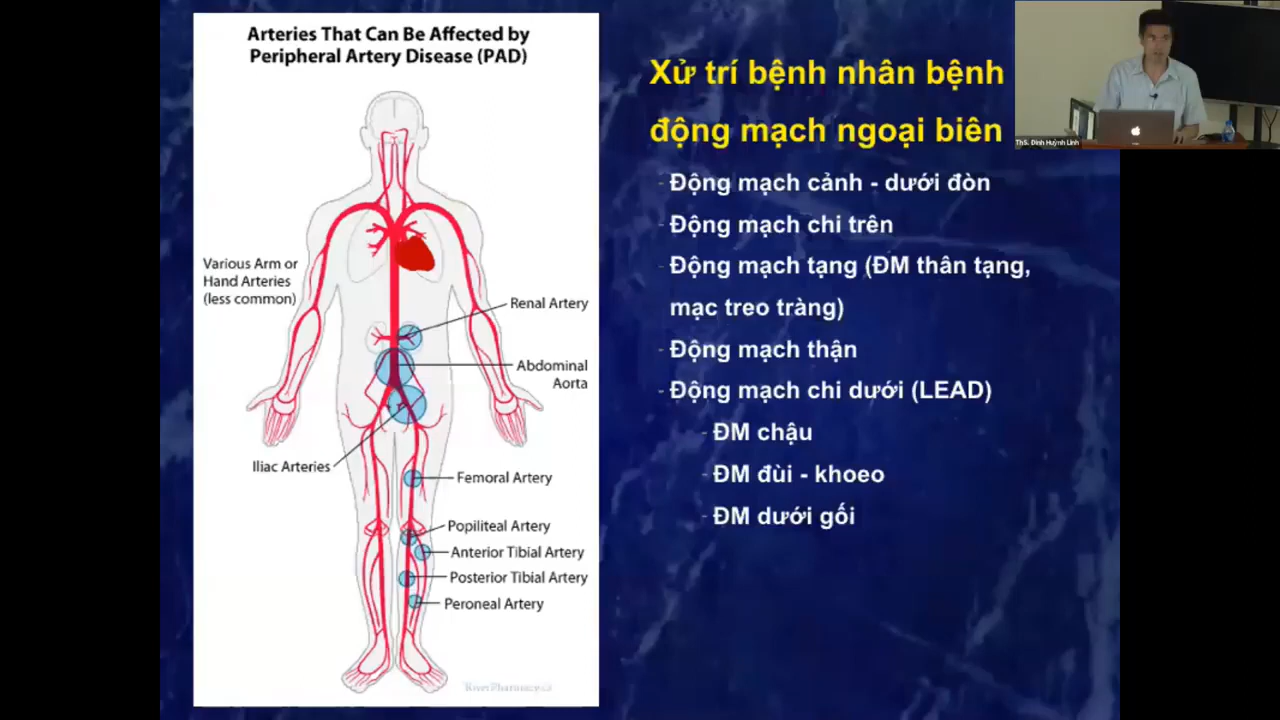 Arteries That Can Be Affected by
Peripheral Artery Disease (PAD)
Various Arm or
Hand Arteries
(less common)
Renal Artery
Abdominal
Aorta
Iliac Arteries
Femoral Artery
Popiliteal Artery
Anterior Tibial Artery
Posterior Tibial Artery
Peroneal Artery
Xử trí bệnh nhân bệnh
động mạch ngoại biên
- Động mạch cảnh - dưới đòn
- Động mạch chi trên
- Động mạch tạng (ĐM thân tạng,
mạc treo tràng)
- Động mạch thận
- Động mạch chi dưới (LEAD)
- ĐM chậu
- ĐM đùi - khoeo
- ĐM dưới gối
ThS. Đinh Huỳnh Linh